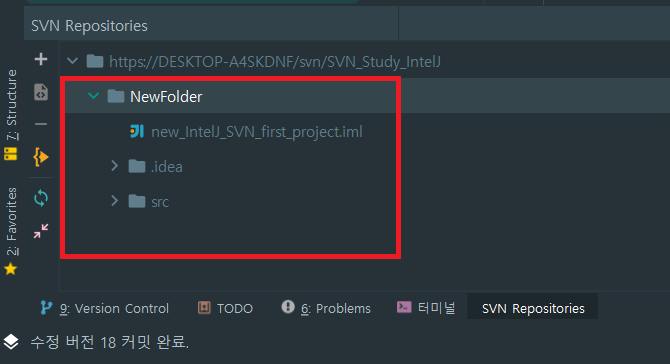 SVN Repositories
https://DESKTOP-A4SKDNF/svn/SVN_Study_IntelJ
NewFolder
new_IntelJ_SVN_first_project.iml
.idea
src
7: Structure
2: Favorites
9: Version Control
TODO
6: Problems
터미널
SVN Repositories
수정 버전 18 커밋 완료.